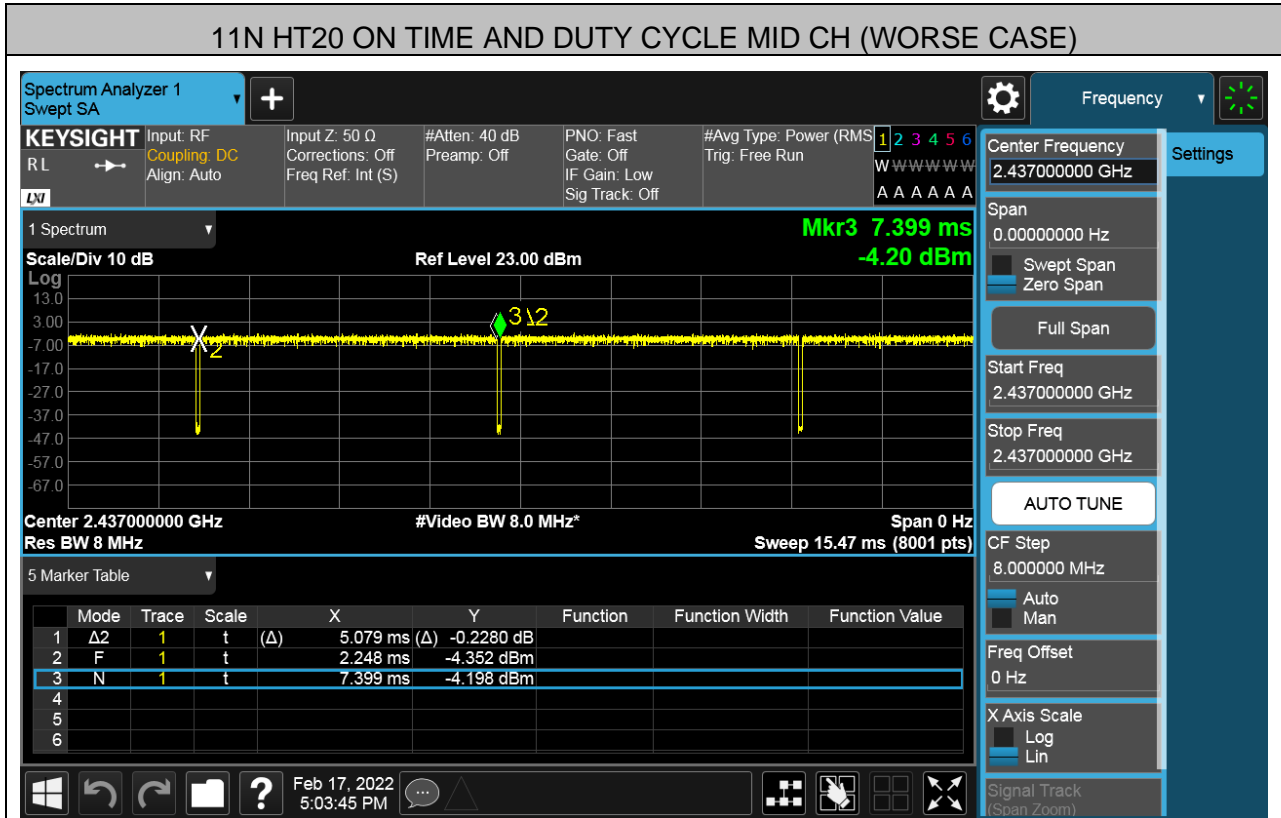 11N HT20 ON TIME AND DUTY CYCLE MID CH (WORSE CASE)
Spectrum Analyzer 1
Swept SA
Frequency
KEYSIGHT
RL
LXI
Input: RF
Coupling: DC
Align: Auto
Input Z: 50 Ω
Corrections: Off
Freq Ref: Int (S)
#Atten: 40 dB
Preamp: Off
PNO: Fast
Gate: Off
IF Gain: Low
Sig Track: Off
#Avg Type: Power (RMS
Trig: Free Run
1 2 3 4 5 6
W W W W W W
A A A A A A
1 Spectrum
Mkr3 7.399 ms
Scale/Div 10 dB
Ref Level 23.00 dBm
-4.20 dBm
Log
13.0
3.00
-7.00
-17.0
-27.0
-37.0
-47.0
-57.0
-67.0
X
2
3 1Δ2
Center 2.437000000 GHz
#Video BW 8.0 MHz*
Span 0 Hz
Res BW 8 MHz
Sweep 15.47 ms (8001 pts)
5 Marker Table
Mode Trace Scale X Y Function Function Width Function Value
1 Δ2 1 t (Δ) 5.079 ms (Δ) -0.2280 dB
2 F 1 t 2.248 ms -4.352 dBm
3 N 1 t 7.399 ms -4.198 dBm
4
5
6
?
Feb 17, 2022
5:03:45 PM
Center Frequency
2.437000000 GHz
Settings
Span
0.00000000 Hz
Swept Span
Zero Span
Full Span
Start Freq
2.437000000 GHz
Stop Freq
2.437000000 GHz
AUTO TUNE
CF Step
8.000000 MHz
Auto
Man
Freq Offset
0 Hz
X Axis Scale
Log
Lin
Signal Track
(Span Zoom)